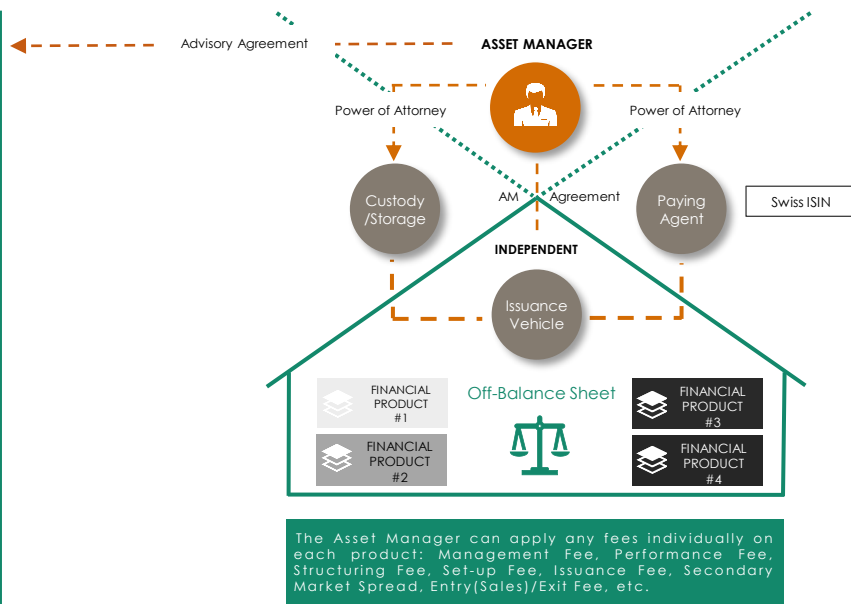 Advisory Agreement
ASSET MANAGER
Power of Attorney
Power of Attorney
Custody
/Storage
AM Agreement
Paying
Agent
Swiss ISIN
INDEPENDENT
Issuance
Vehicle
FINANCIAL
PRODUCT
#1
Off-Balance Sheet
FINANCIAL
PRODUCT
#3
FINANCIAL
PRODUCT
#2
FINANCIAL
PRODUCT
#4
The Asset Manager can apply any fees individually on
each product: Management Fee, Performance Fee,
Structuring Fee, Set-up Fee, Issuance Fee, Secondary
Market Spread, Entry(Sales)/Exit Fee, etc.